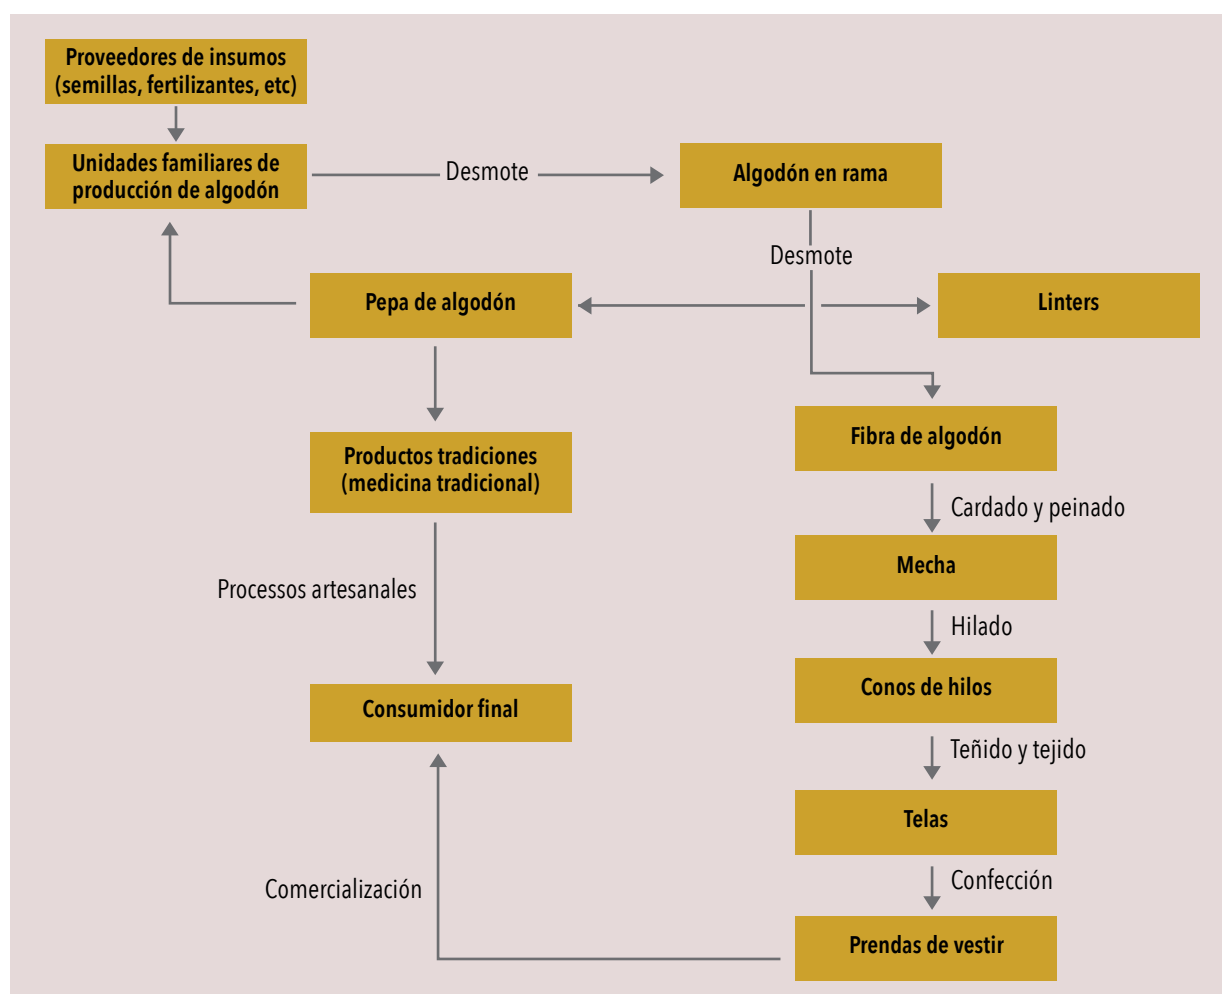 Proveedores de insumos
(semillas, fertilizantes, etc)
Unidades familiares de
producción de algodón
Desmote
Algodón en rama
Desmote
Pepa de algodón
Linters
Fibra de algodón
Productos tradiciones
(medicina tradicional)
Cardado y peinado
Mecha
Processos artesanales
Hilado
Conos de hilos
Consumidor final
Teñido y tejido
Telas
Confección
Comercialización
Prendas de vestir